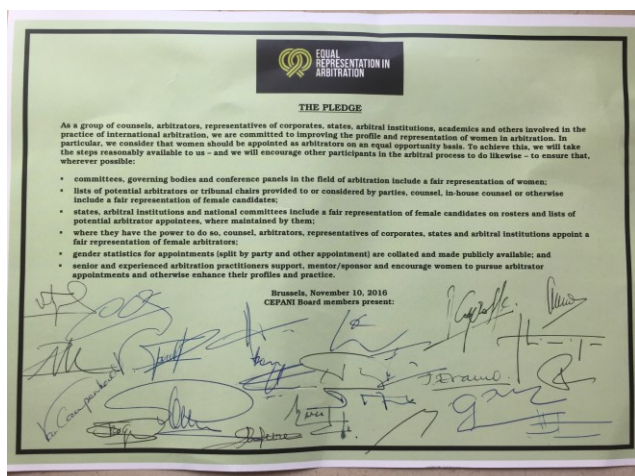 EQUAL
REPRESENTATION IN
ARBITRATION
THE PLEDGE
As a group of counsels, arbitrators, representatives of corporates, states, arbitral institutions, academics and others involved in the
practice of international arbitration, we are committed to improving the profile and representation of women in arbitration. In
particular, we consider that women should be appointed as arbitrators on an equal opportunity basis. To achieve this, we will take
the steps reasonably available to us – and we will encourage other participants in the arbitral process to do likewise – to ensure that,
wherever possible:
• committees, governing bodies and conference panels in the field of arbitration include a fair representation of women;
• lists of potential arbitrators or tribunal chairs provided to or considered by parties, counsel, in-house counsel or otherwise
include a fair representation of female candidates;
• states, arbitral institutions and national committees include a fair representation of female candidates on rosters and lists of
potential arbitrator appointees, where maintained by them;
• where they have the power to do so, counsel, arbitrators, representatives of corporates, states and arbitral institutions appoint a
fair representation of female arbitrators;
• gender statistics for appointments (split by party and other appointment) are collated and made publicly available; and
• senior and experienced arbitration practitioners support, mentor/sponsor and encourage women to pursue arbitrator
appointments and otherwise enhance their profiles and practice.
Brussels, November 10, 2016
CEPANI Board members present: